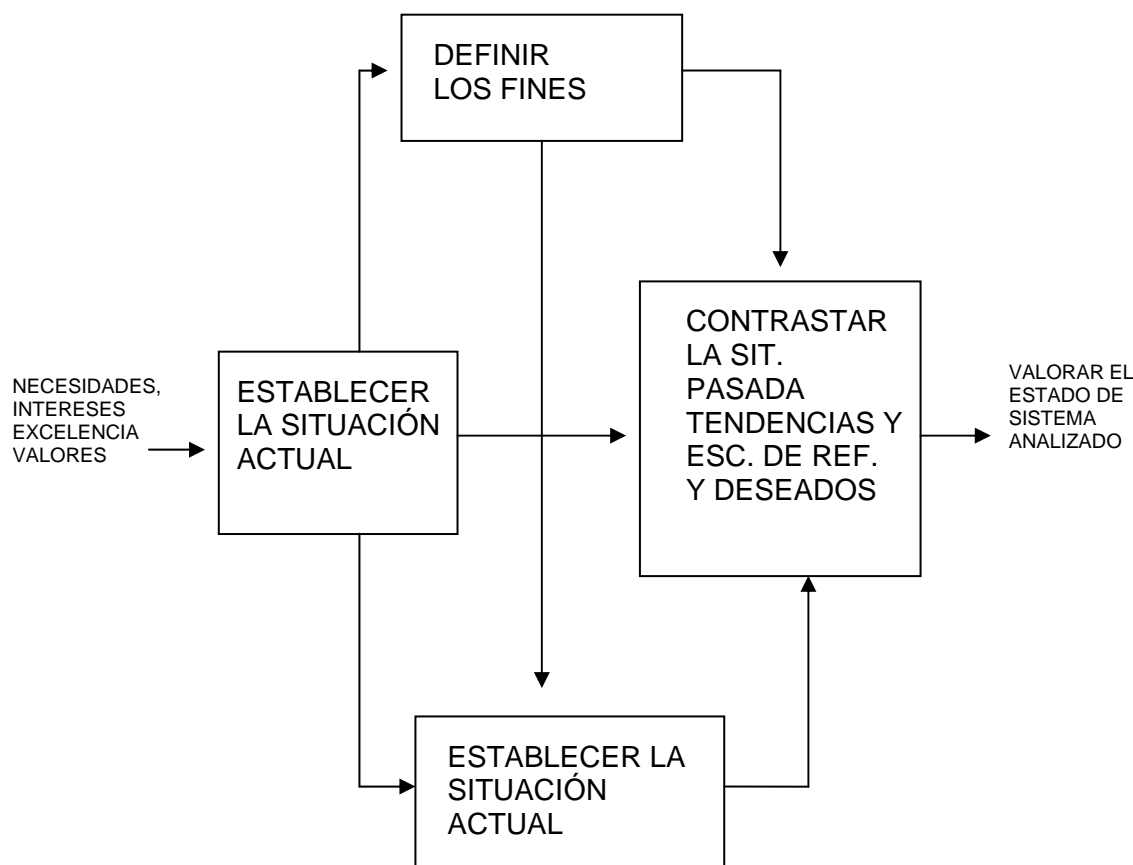 DEFINIR
LOS FINES
NECESIDADES,
INTERESES
EXCELENCIA
VALORES
ESTABLECER
LA SITUACIÓN
ACTUAL
CONTRASTAR
LA SIT.
PASADA
TENDENCIAS Y
ESC. DE REF.
Y DESEADOS
VALORAR EL
ESTADO DE
SISTEMA
ANALIZADO
ESTABLECER LA
SITUACIÓN
ACTUAL